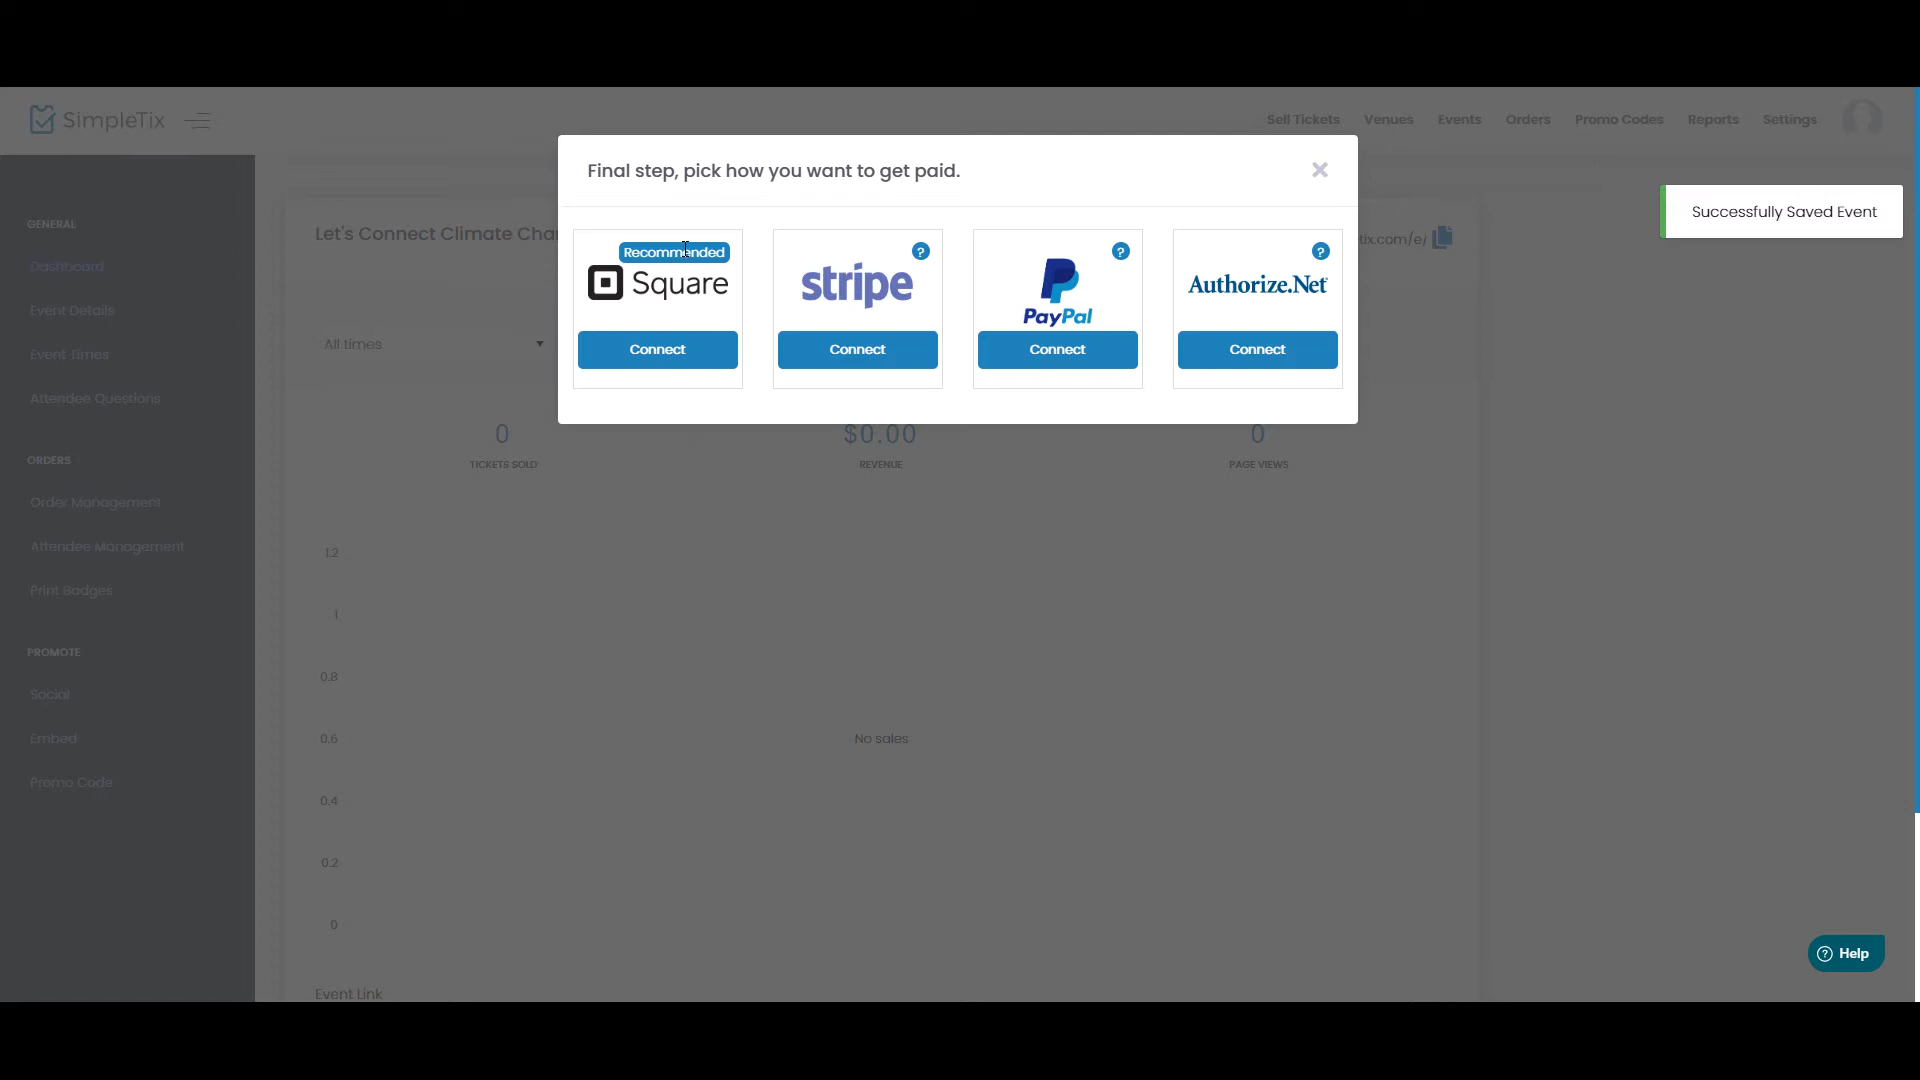 SimpleTix
Sell Tickets
Venues
Events
Orders
Promo Codes
Reports
Settings
Final step, pick how you want to get paid.
Successfully Saved Event
Let's Connect Climate Char
tix.com/e/
Recommended
Square
Connect
?
stripe
Connect
?
PayPal
Connect
?
Authorize.Net
Connect
GENERAL
Dashboard
Event Details
Event Times
Attendee Questions
ORDERS
Order Management
Attendee Management
Print Badges
PROMOTE
Social
Embed
Promo Code
All times
0
TICKETS SOLD
$0.00
REVENUE
0
PAGE VIEWS
1.2
1
0.8
0.6
0.4
0.2
0
No sales
Event Link
? Help